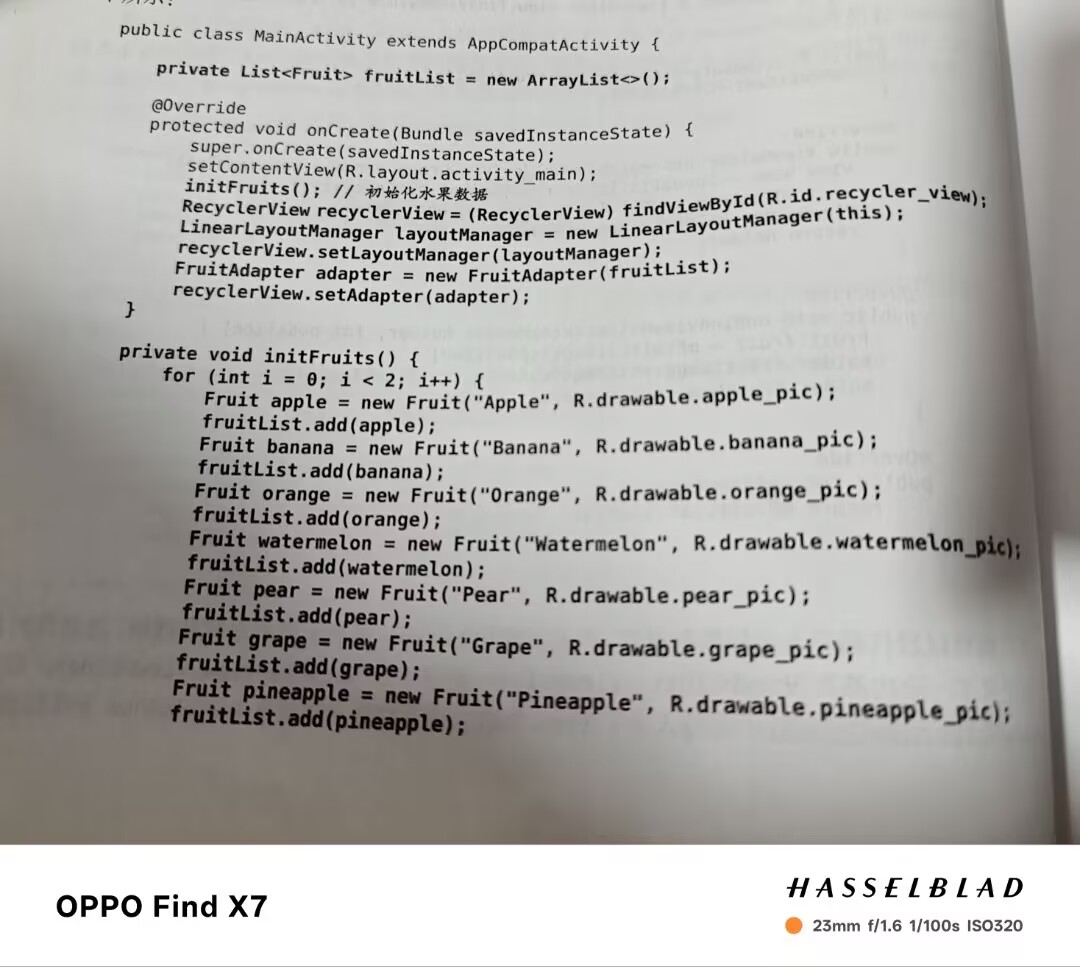 public class MainActivity extends AppCompatActivity {
private List<Fruit> fruitList = new ArrayList<>();
@Override
protected void onCreate(Bundle savedInstanceState) {
super.onCreate(savedInstanceState);
setContentView(R.layout.activity_main);
initFruits(); // 初始化水果数据
RecyclerView recyclerView = (RecyclerView) findViewById(R.id.recycler_view);
LinearLayoutManager layoutManager = new LinearLayoutManager(this);
recyclerView.setLayoutManager(layoutManager);
FruitAdapter adapter = new FruitAdapter(fruitList);
recyclerView.setAdapter(adapter);
}
private void initFruits() {
for (int i = 0; i < 2; i++) {
Fruit apple = new Fruit("Apple", R.drawable.apple_pic);
fruitList.add(apple);
Fruit banana = new Fruit("Banana", R.drawable.banana_pic);
fruitList.add(banana);
Fruit orange = new Fruit("Orange", R.drawable.orange_pic);
fruitList.add(orange);
Fruit watermelon = new Fruit("Watermelon", R.drawable.watermelon_pic);
fruitList.add(watermelon);
Fruit pear = new Fruit("Pear", R.drawable.pear_pic);
fruitList.add(pear);
Fruit grape = new Fruit("Grape", R.drawable.grape_pic);
fruitList.add(grape);
Fruit pineapple = new Fruit("Pineapple", R.drawable.pineapple_pic);
fruitList.add(pineapple);
OPPO Find X7
HASSELBLAD
23mm f/1.6 1/100s ISO320